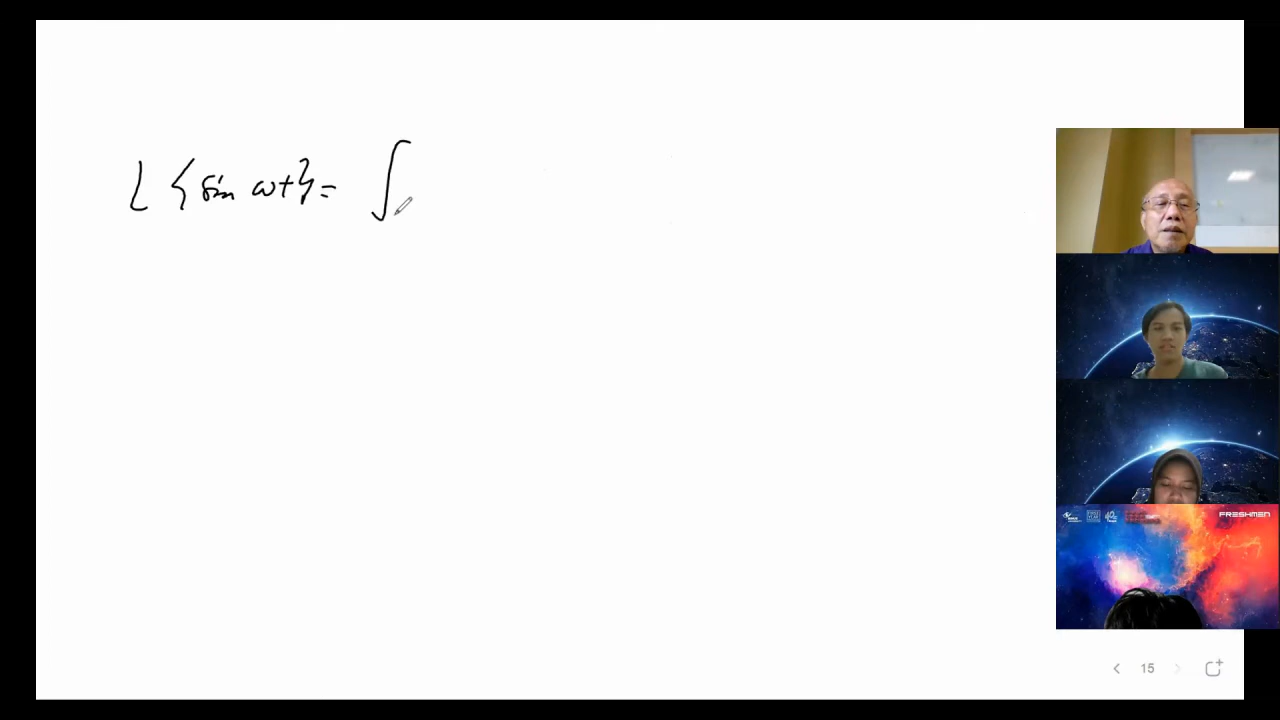 L {sin ωt} = ∫
FRESHMEN
15